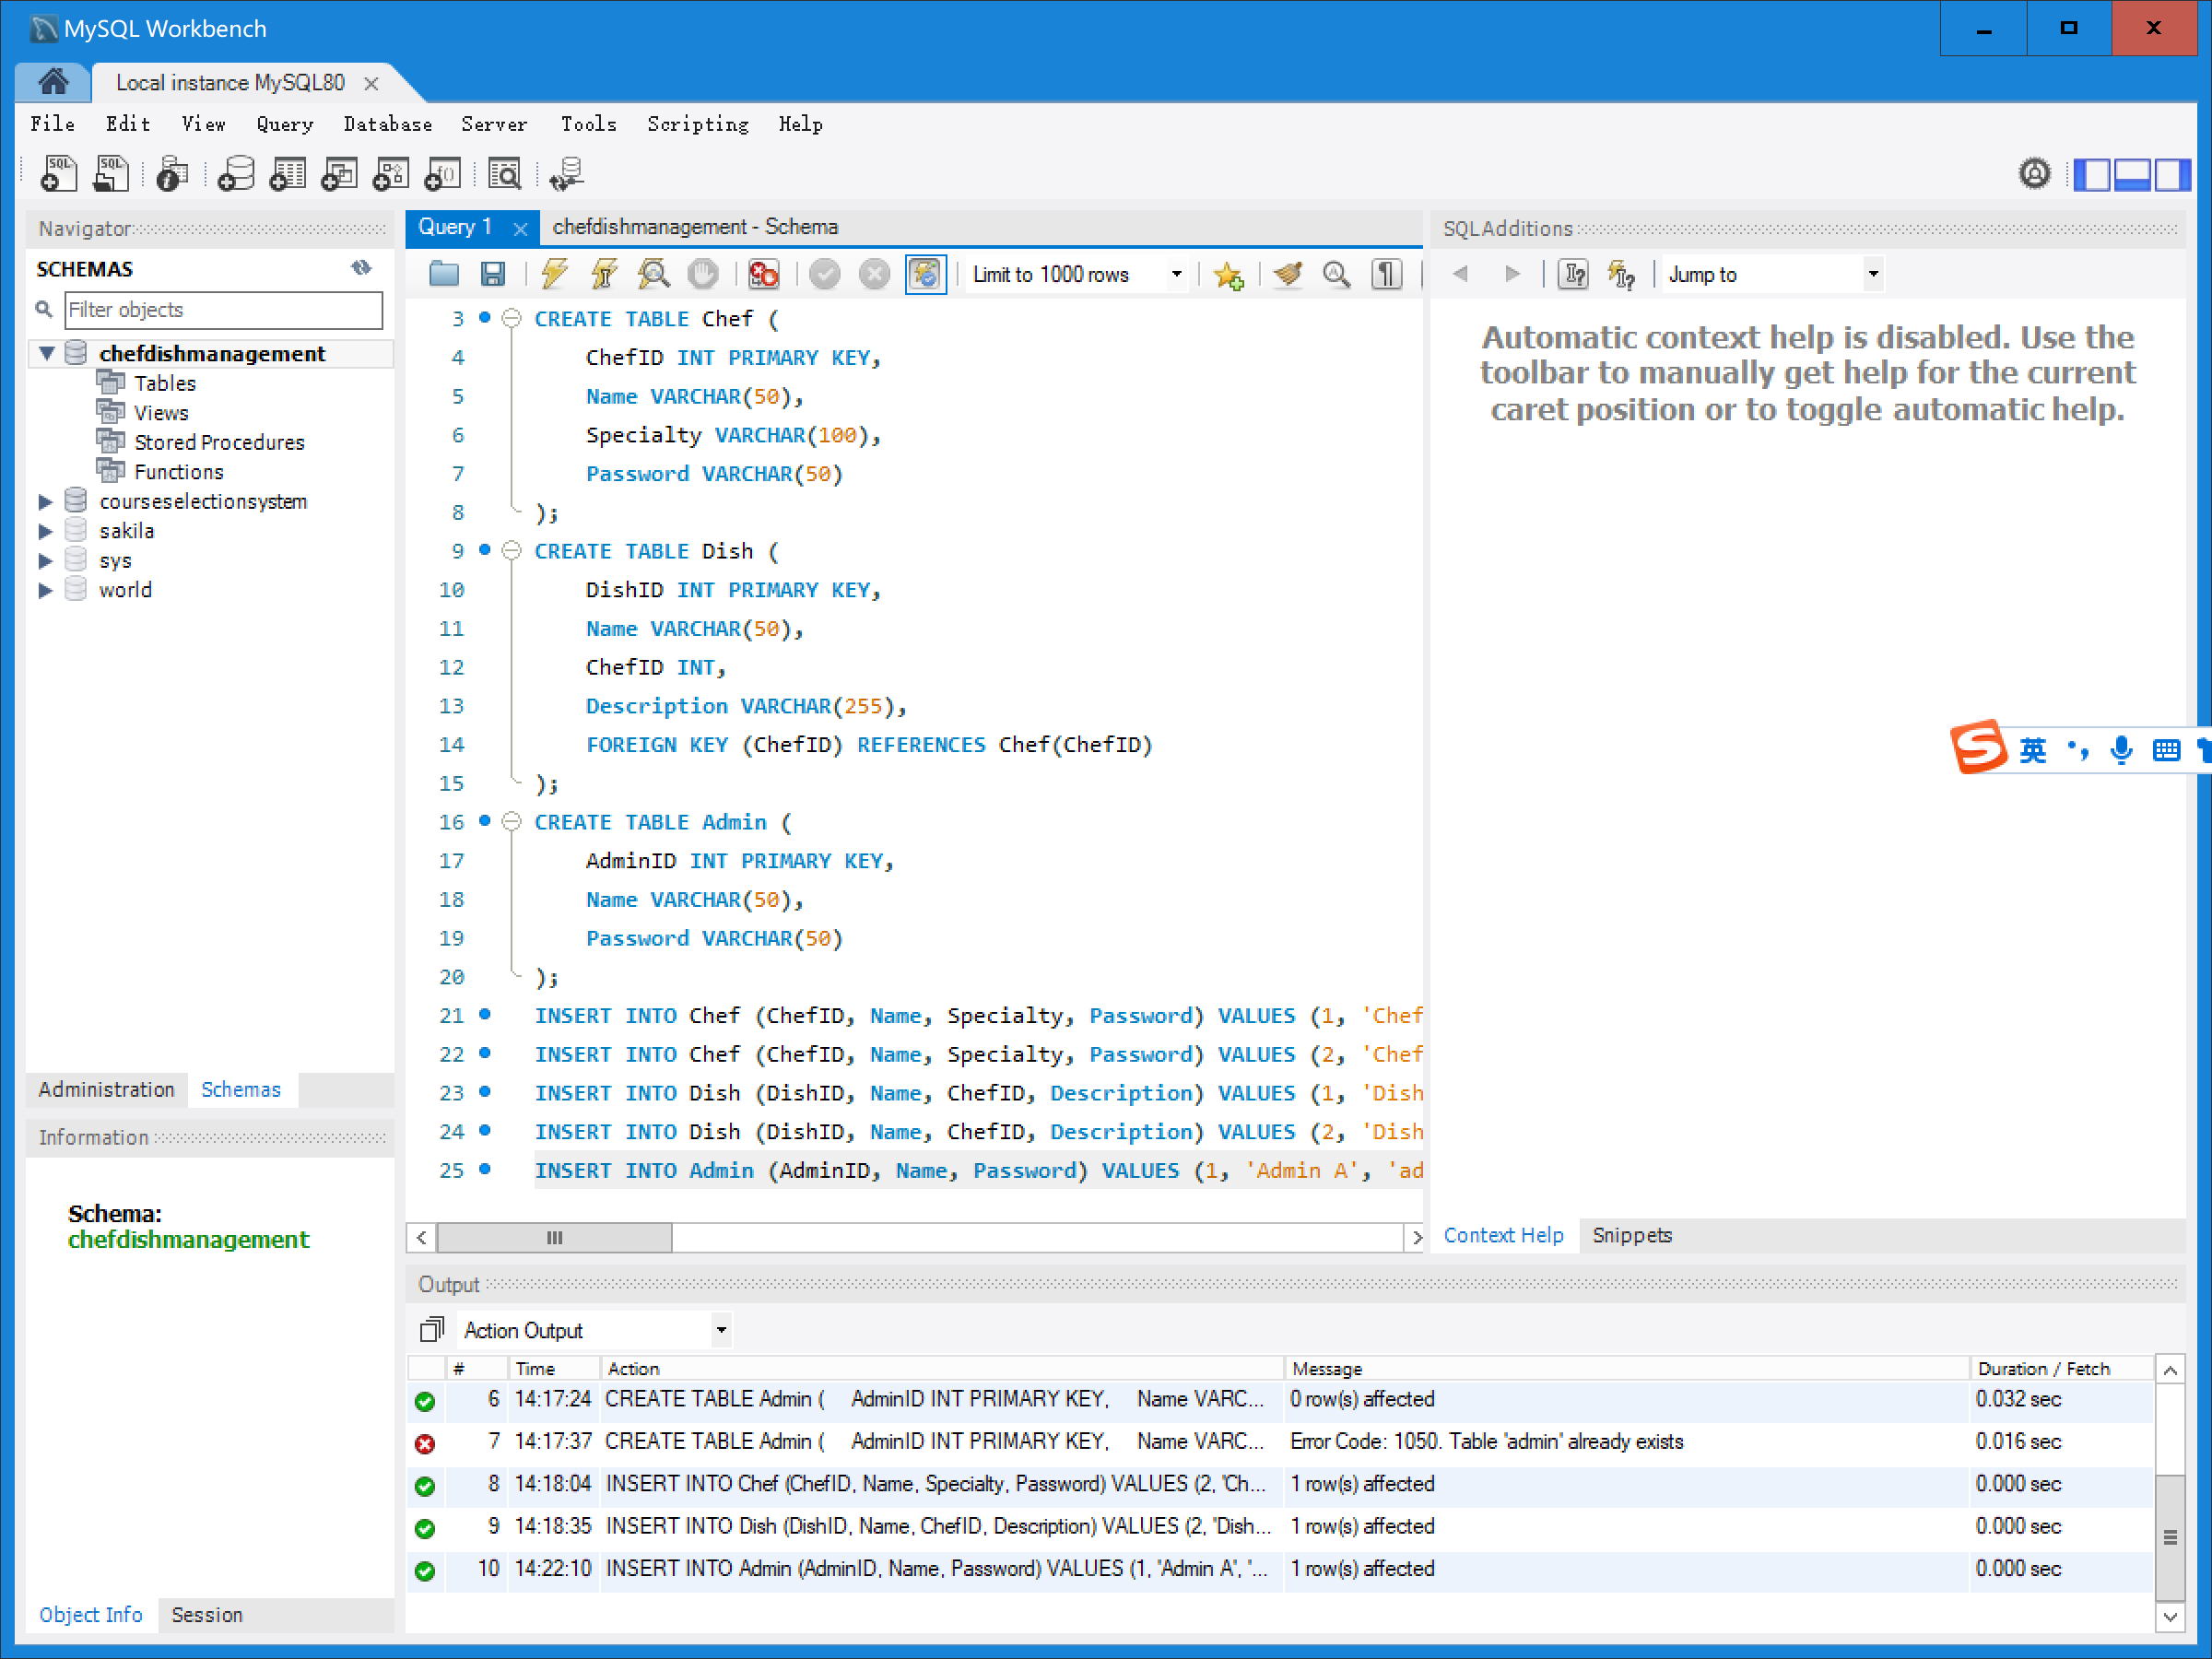 MySQL Workbench
Local instance MySQL80
File Edit View Query Database Server Tools Scripting Help
Navigator
SCHEMAS
Filter objects
chefdishmanagement
Tables
Views
Stored Procedures
Functions
courseselectionsystem
sakila
sys
world
Administration Schemas
Information
Schema:
chefdishmanagement
Object Info Session
Query 1 chefdishmanagement - Schema
Limit to 1000 rows
3 CREATE TABLE Chef (
4 ChefID INT PRIMARY KEY,
5 Name VARCHAR(50),
6 Specialty VARCHAR(100),
7 Password VARCHAR(50)
8 );
9 CREATE TABLE Dish (
10 DishID INT PRIMARY KEY,
11 Name VARCHAR(50),
12 ChefID INT,
13 Description VARCHAR(255),
14 FOREIGN KEY (ChefID) REFERENCES Chef(ChefID)
15 );
16 CREATE TABLE Admin (
17 AdminID INT PRIMARY KEY,
18 Name VARCHAR(50),
19 Password VARCHAR(50)
20 );
21 INSERT INTO Chef (ChefID, Name, Specialty, Password) VALUES (1, 'Chef
22 INSERT INTO Chef (ChefID, Name, Specialty, Password) VALUES (2, 'Chef
23 INSERT INTO Dish (DishID, Name, ChefID, Description) VALUES (1, 'Dish
24 INSERT INTO Dish (DishID, Name, ChefID, Description) VALUES (2, 'Dish
25 INSERT INTO Admin (AdminID, Name, Password) VALUES (1, 'Admin A', 'ad
SQL Additions
Jump to
Automatic context help is disabled. Use the
toolbar to manually get help for the current
caret position or to toggle automatic help.
英
Context Help Snippets
Output
Action Output
# Time Action Message Duration / Fetch
6 14:17:24 CREATE TABLE Admin ( AdminID INT PRIMARY KEY, Name VARC... 0 row(s) affected 0.032 sec
7 14:17:37 CREATE TABLE Admin ( AdminID INT PRIMARY KEY, Name VARC... Error Code: 1050. Table 'admin' already exists 0.016 sec
8 14:18:04 INSERT INTO Chef (ChefID, Name, Specialty, Password) VALUES (2, 'Ch... 1 row(s) affected 0.000 sec
9 14:18:35 INSERT INTO Dish (DishID, Name, ChefID, Description) VALUES (2, 'Dish... 1 row(s) affected 0.000 sec
10 14:22:10 INSERT INTO Admin (AdminID, Name, Password) VALUES (1, 'Admin A', '... 1 row(s) affected 0.000 sec